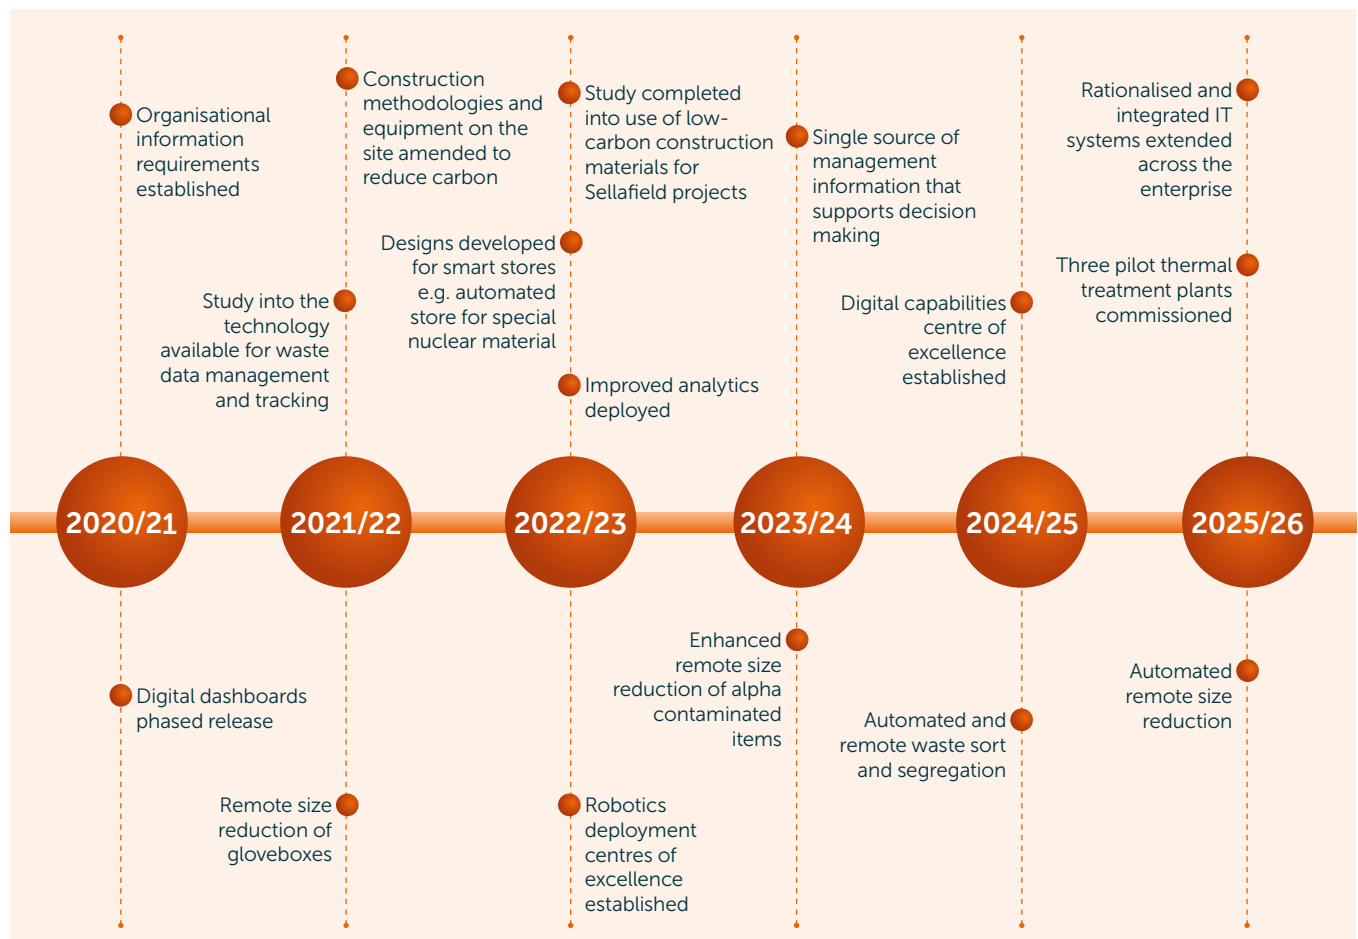 Organisational
information
requirements
established
Construction
methodologies and
equipment on the
site amended to
reduce carbon
Study into the
technology
available for waste
data management
and tracking
Study completed
into use of low-
carbon construction
materials for
Sellafield projects
Designs developed
for smart stores
e.g. automated
store for special
nuclear material
Improved analytics
deployed
Single source of
management
information that
supports decision
making
Digital capabilities
centre of
excellence
established
Rationalised and
integrated IT
systems extended
across the
enterprise
Three pilot thermal
treatment plants
commissioned
2020/21
2021/22
2022/23
2023/24
2024/25
2025/26
Digital dashboards
phased release
Remote size
reduction of
gloveboxes
Robotics
deployment
centres of
excellence
established
Enhanced
remote size
reduction of alpha
contaminated
items
Automated and
remote waste sort
and segregation
Automated
remote size
reduction